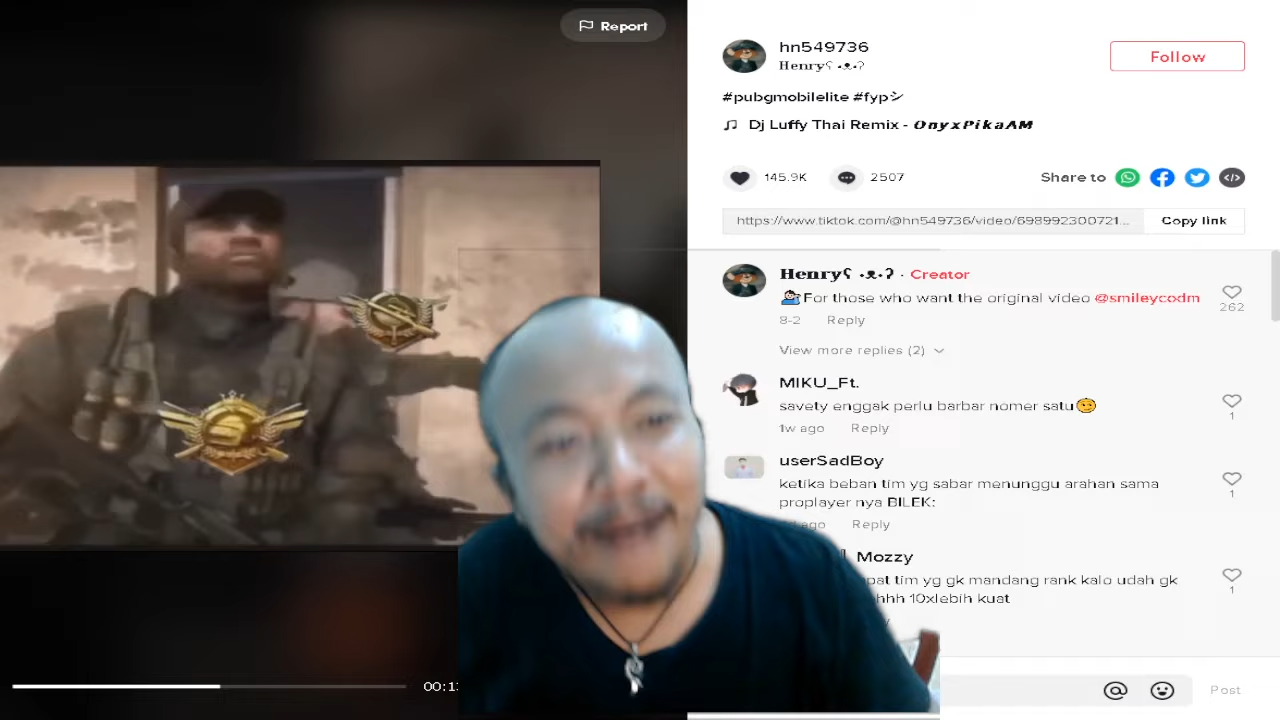 Report
hn549736
Henryʕ •ᴥ•ʔ
Follow
#pubgmobilelite #fypシ
♫ Dj Luffy Thai Remix - OnyxPikaAM
145.9K
2507
Share to
https://www.tiktok.com/@hn549736/video/698992300721...
Copy link
Henryʕ •ᴥ•ʔ · Creator
For those who want the original video @smileycodm
262
8-2 Reply
View more replies (2)
MIKU_Ft.
savety enggak perlu barbar nomer satu
1
1w ago Reply
userSadBoy
ketika beban tim yg sabar menunggu arahan sama
proplayer nya BILEK:
1
ago Reply
Mozzy
tim yg gk mandang rank kalo udah gk
10xlebih kuat
1
00:1
Post